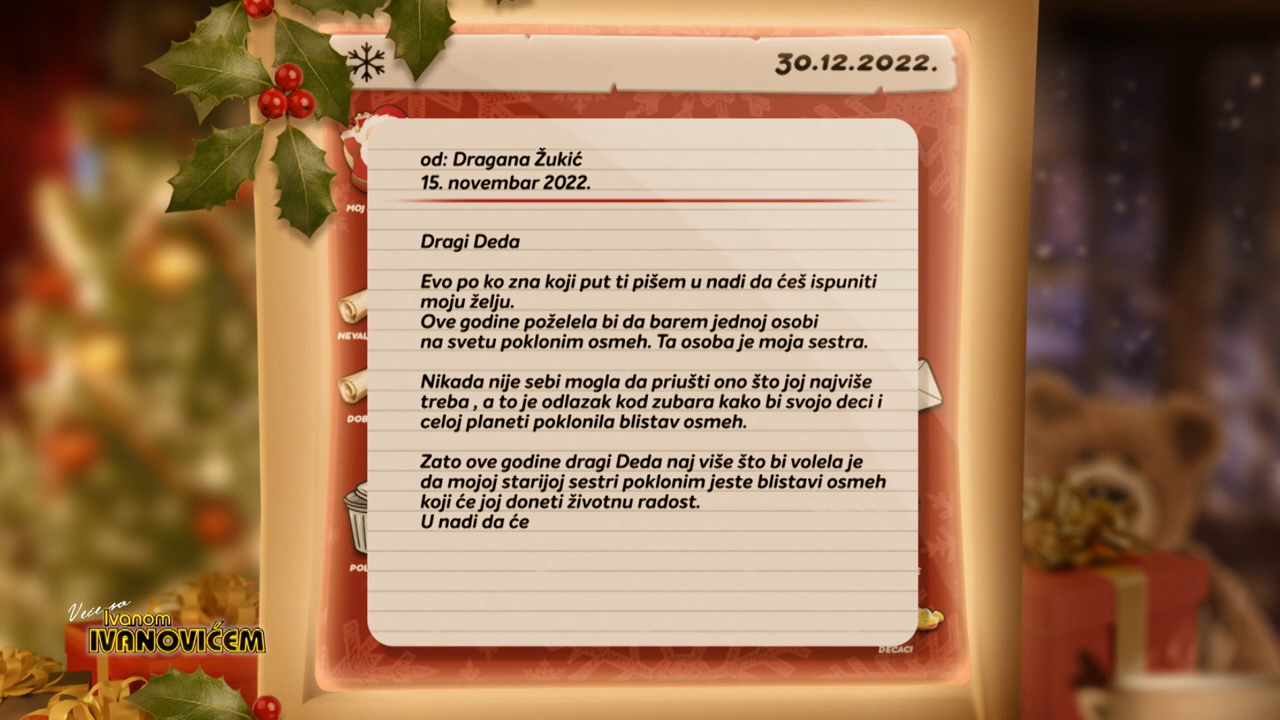 30.12.2022.
od: Dragana Žukić
15. novembar 2022.
Dragi Deda
Evo po ko zna koji put ti pišem u nadi da ćeš ispuniti
moju želju.
Ove godine poželela bi da barem jednoj osobi
na svetu poklonim osmeh. Ta osoba je moja sestra.
Nikada nije sebi mogla da priušti ono što joj najviše
treba , a to je odlazak kod zubara kako bi svojo deci i
celoj planeti poklonila blistav osmeh.
Zato ove godine dragi Deda naj više što bi volela je
da mojoj starijoj sestri poklonim jeste blistavi osmeh
koji će joj doneti životnu radost.
U nadi da će
MOJ
DECACI
Veče sa
Ivanom
IVANOVIĆEM